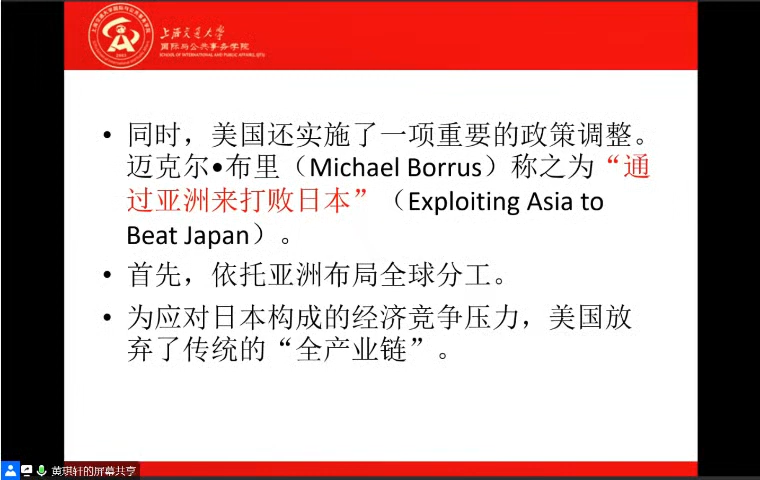 上海交通大学
国际与公共事务学院
SCHOOL OF INTERNATIONAL AND PUBLIC AFFAIRS, SJTU
• 同时，美国还实施了一项重要的政策调整。
迈克尔•布里（Michael Borrus）称之为“通
过亚洲来打败日本”（Exploiting Asia to
Beat Japan）。
• 首先，依托亚洲布局全球分工。
• 为应对日本构成的经济竞争压力，美国放
弃了传统的“全产业链”。
黄琪轩的屏幕共享